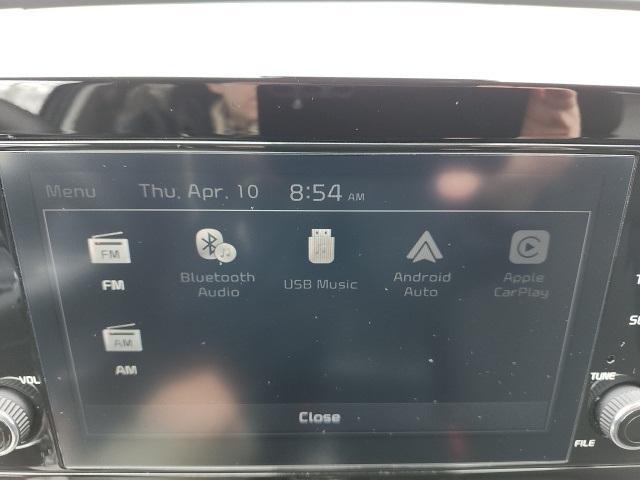 Menu Thu, Apr. 10 8:54 AM
FM Bluetooth Audio USB Music Android Auto Apple CarPlay
FM
AM
AM
Close
VOL
TUNE
FILE